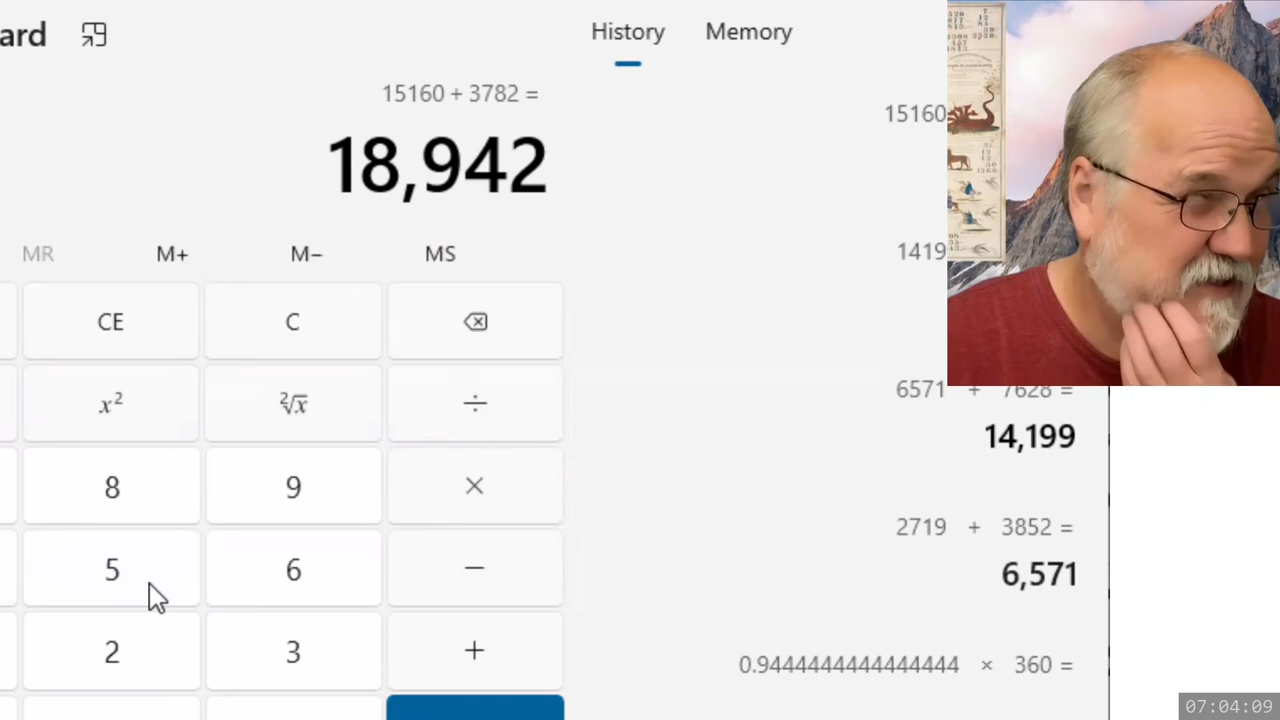 ard
History Memory
15160 + 3782 =
18,942
15160
1419
MR M+ M− MS
CE C
x² ²√x ÷
8 9 ×
5 6 −
2 3 +
6571 + 7628 =
14,199
2719 + 3852 =
6,571
0.9444444444444444 × 360 =
07:04:09